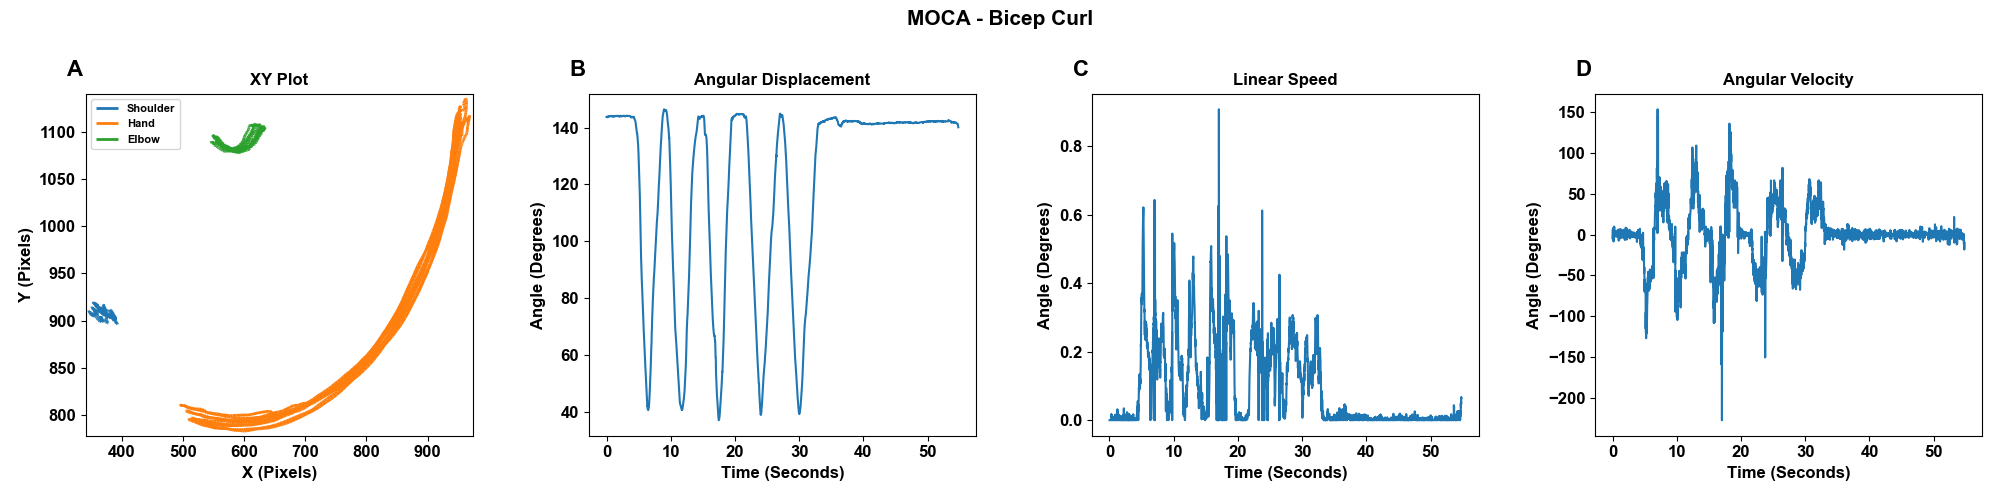 MOCA - Bicep Curl
A
XY Plot
Shoulder
Hand
Elbow
Y (Pixels)
1100
1050
1000
950
900
850
800
400 500 600 700 800 900
X (Pixels)
B
Angular Displacement
Angle (Degrees)
140
120
100
80
60
40
0 10 20 30 40 50
Time (Seconds)
C
Linear Speed
Angle (Degrees)
0.8
0.6
0.4
0.2
0.0
0 10 20 30 40 50
Time (Seconds)
D
Angular Velocity
Angle (Degrees)
150
100
50
0
−50
−100
−150
−200
0 10 20 30 40 50
Time (Seconds)